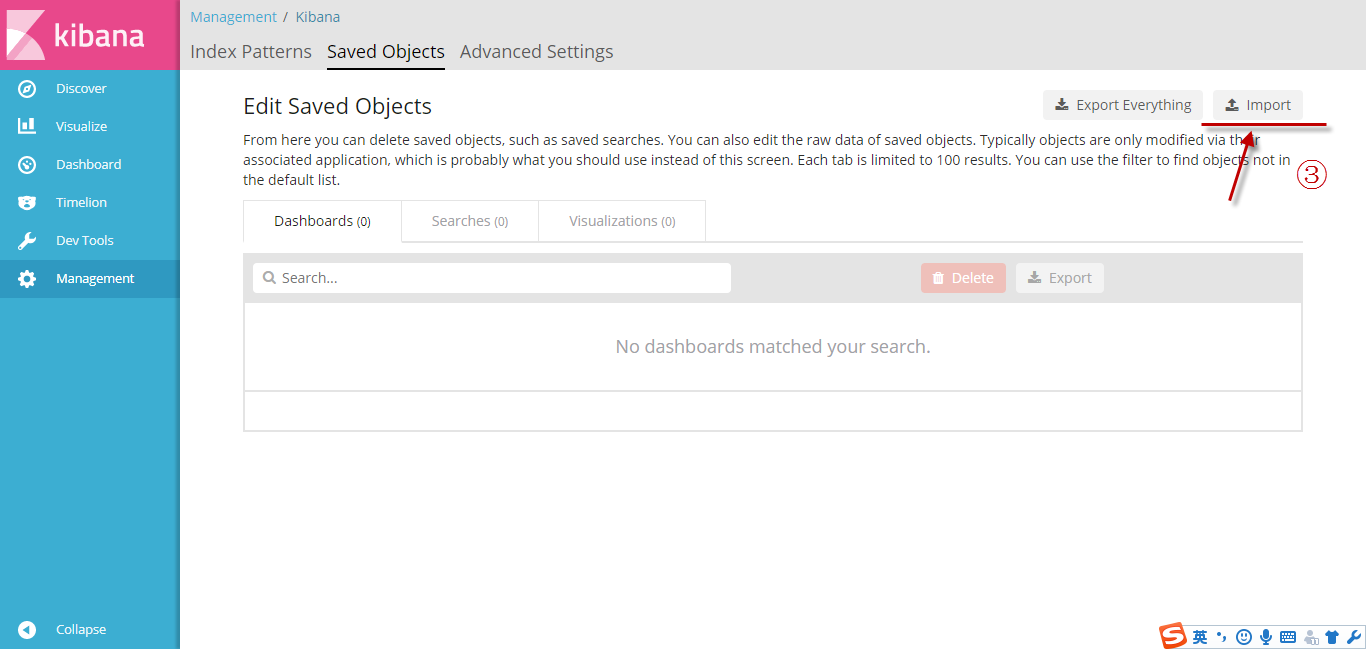 kibana
Discover
Visualize
Dashboard
Timelion
Dev Tools
Management
Collapse
Management / Kibana
Index Patterns Saved Objects Advanced Settings
Edit Saved Objects
Export Everything Import
From here you can delete saved objects, such as saved searches. You can also edit the raw data of saved objects. Typically objects are only modified via their
associated application, which is probably what you should use instead of this screen. Each tab is limited to 100 results. You can use the filter to find objects not in
the default list.
③
Dashboards (0) Searches (0) Visualizations (0)
Search... Delete Export
No dashboards matched your search.
S 英